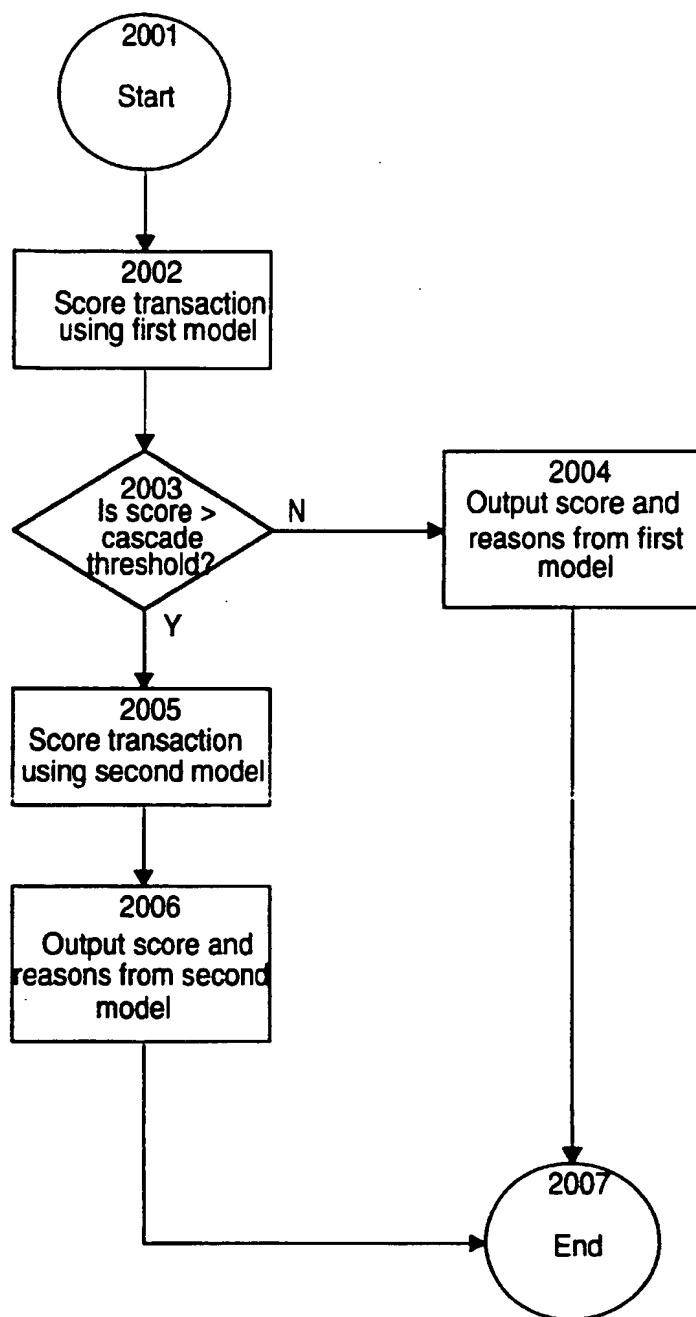 2001
Start
2002
Score transaction
using first model
2003
Is score >
cascade
threshold?
N
Y
2004
Output score and
reasons from first
model
2005
Score transaction
using second model
2006
Output score and
reasons from second
model
2007
End